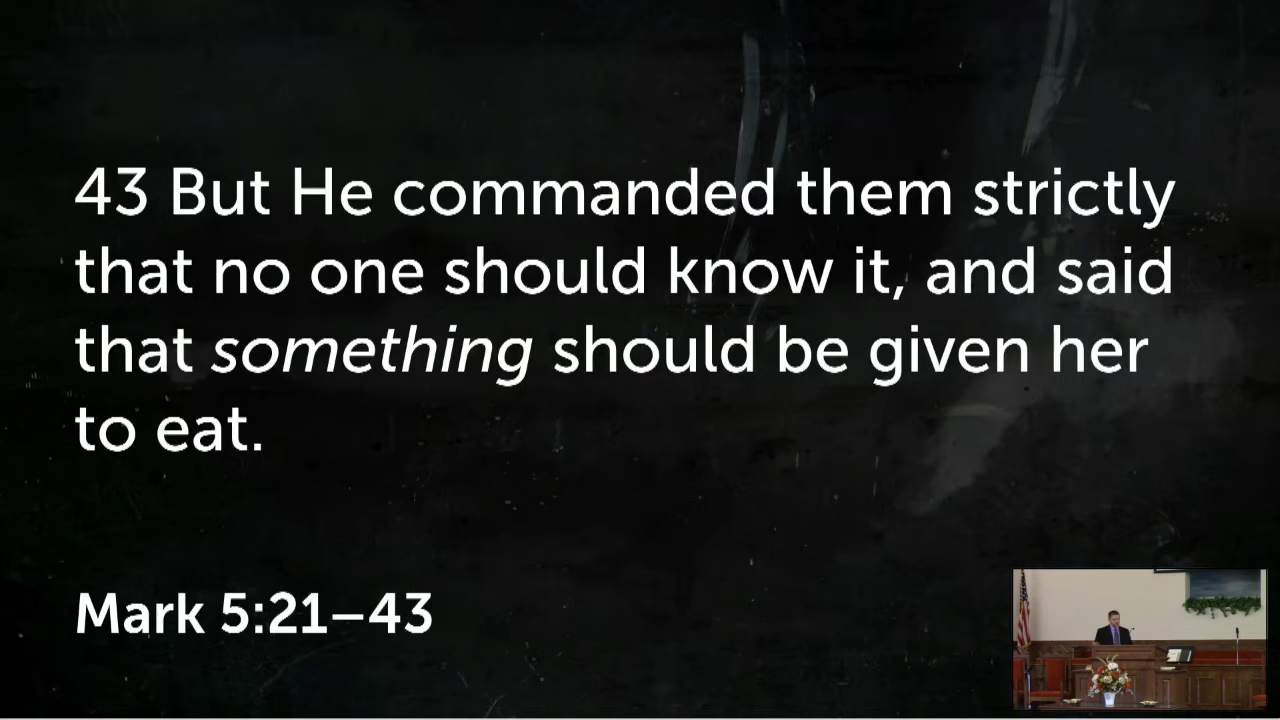 43 But He commanded them strictly
that no one should know it, and said
that something should be given her
to eat.
Mark 5:21–43